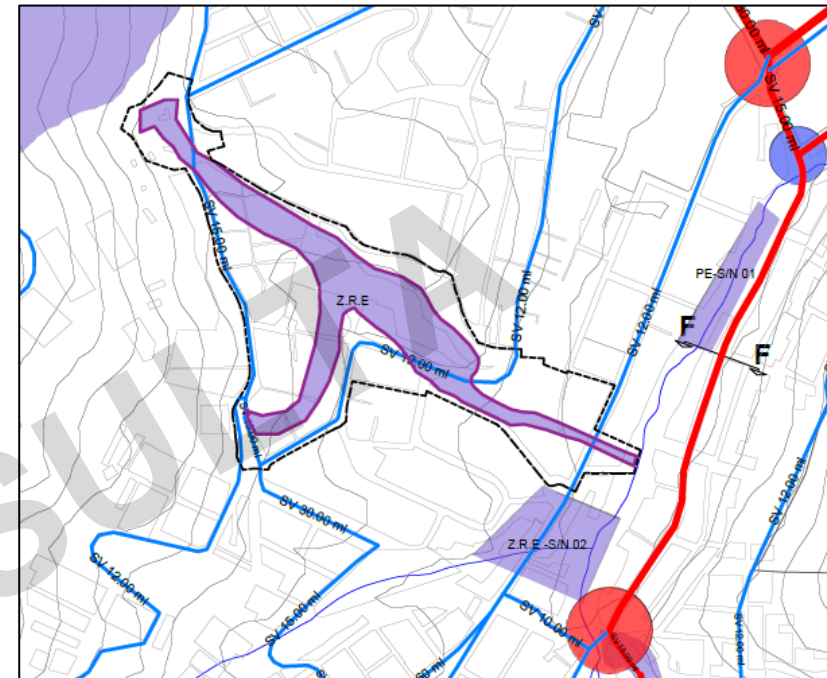 SV 15.00 ml
PE-S/N 01
SV 15.00 ml
Z.R.E
SV 12.00 ml
SV 12.00 ml
F
F
SV 12.00 ml
SV 30.00 ml
SV 12.00 ml
Z.R.E -S/N 02
SV 12.00 ml
SV 15.00 ml
SV 10.00 ml
SV 12.00 ml
SULTA